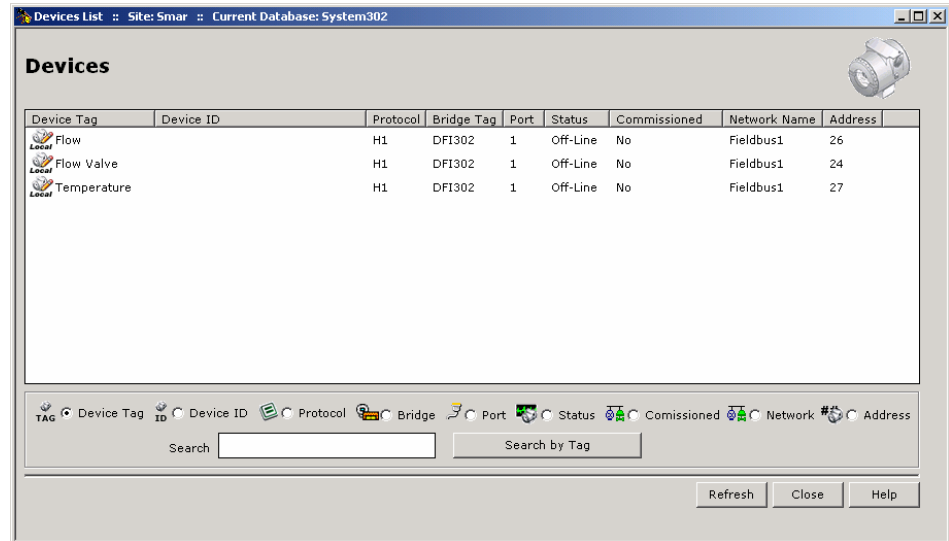 Devices List :: Site: Smar :: Current Database: System302
Devices
Device Tag Device ID Protocol Bridge Tag Port Status Commissioned Network Name Address
Local Flow H1 DFI302 1 Off-Line No Fieldbus1 26
Local Flow Valve H1 DFI302 1 Off-Line No Fieldbus1 24
Local Temperature H1 DFI302 1 Off-Line No Fieldbus1 27
TAG Device Tag ID Device ID Protocol Bridge Port Status Comissioned Network ## Address
Search Search by Tag
Refresh Close Help